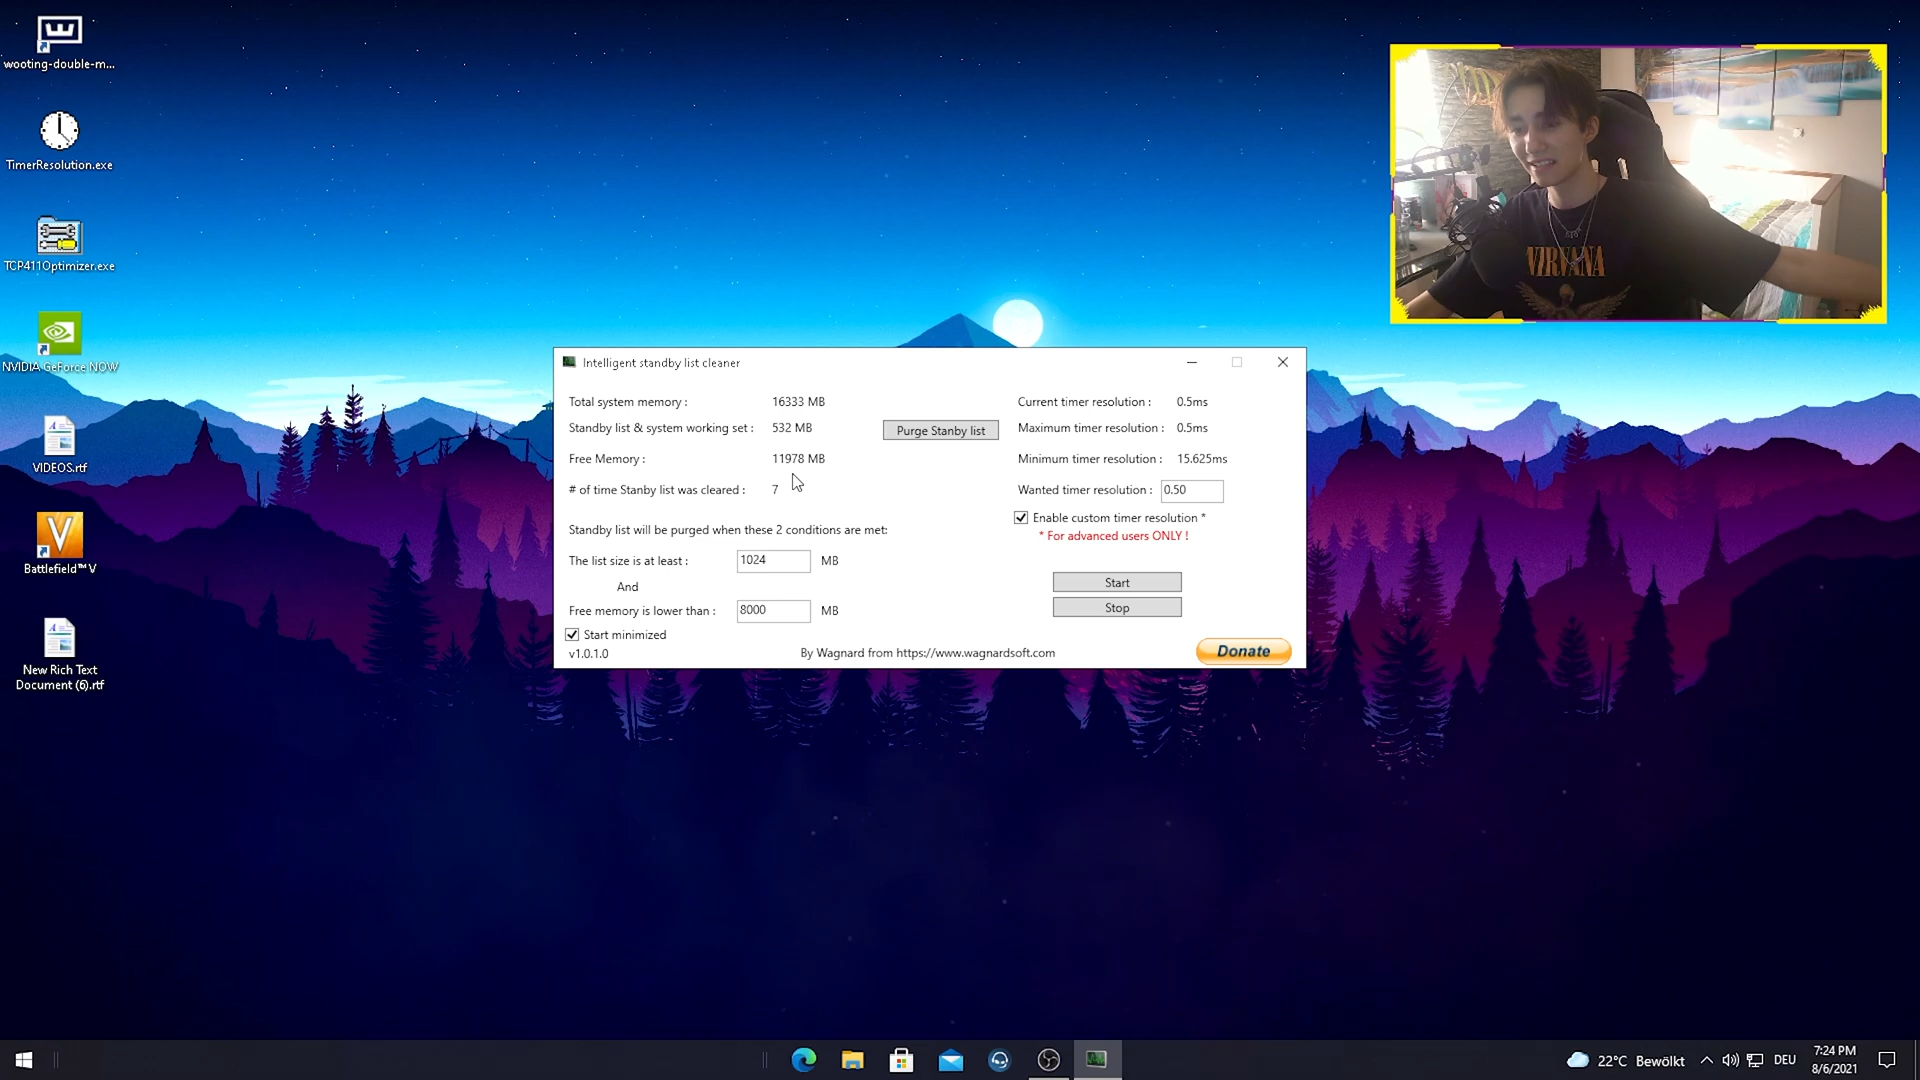 wooting-double-m...
TimerResolution.exe
TCP411Optimizer.exe
NVIDIA GeForce NOW
VIDEOS.rtf
Battlefield™ V
New Rich Text
Document (6).rtf
NIRVANA
Intelligent standby list cleaner
Total system memory : 16333 MB
Standby list & system working set : 532 MB
Purge Stanby list
Free Memory : 11978 MB
# of time Stanby list was cleared : 7
Standby list will be purged when these 2 conditions are met:
The list size is at least : 1024 MB
And
Free memory is lower than : 8000 MB
Start minimized
v1.0.1.0
Current timer resolution : 0.5ms
Maximum timer resolution : 0.5ms
Minimum timer resolution : 15.625ms
Wanted timer resolution : 0.50
Enable custom timer resolution *
* For advanced users ONLY !
Start
Stop
By Wagnard from https://www.wagnardsoft.com
Donate
22°C Bewölkt
DEU
7:24 PM
8/6/2021